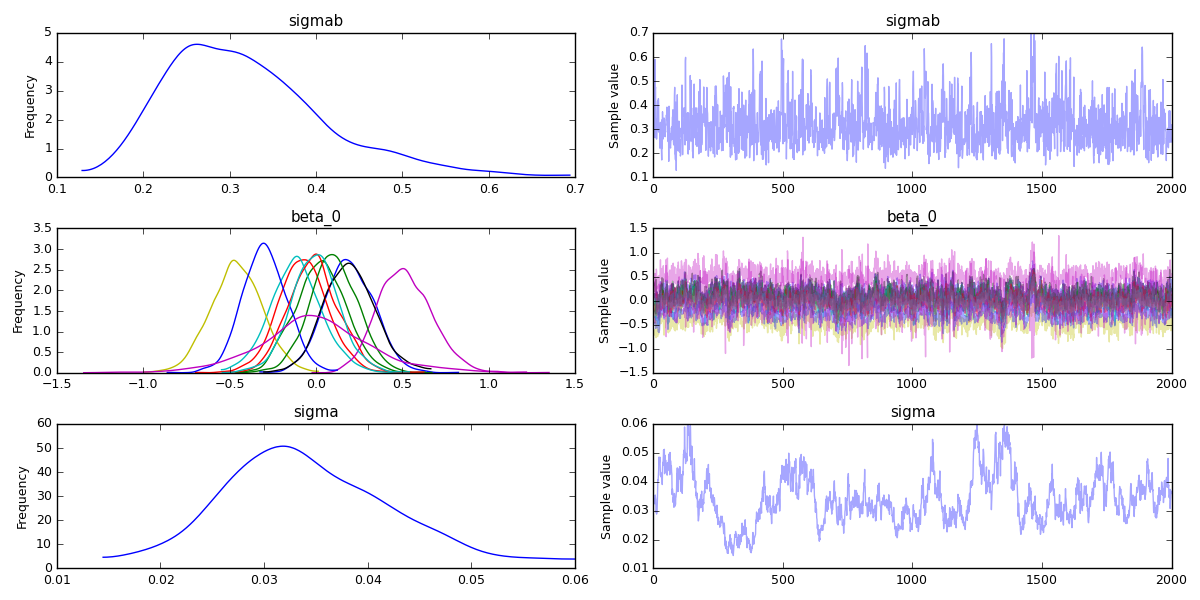 sigmab
Frequency
5
4
3
2
1
0
0.1 0.2 0.3 0.4 0.5 0.6 0.7
sigmab
Sample value
0.7
0.6
0.5
0.4
0.3
0.2
0.1
0 500 1000 1500 2000
beta_0
Frequency
3.5
3.0
2.5
2.0
1.5
1.0
0.5
0.0
−1.5 −1.0 −0.5 0.0 0.5 1.0 1.5
beta_0
Sample value
1.5
1.0
0.5
0.0
−0.5
−1.0
−1.5
0 500 1000 1500 2000
sigma
Frequency
60
50
40
30
20
10
0
0.01 0.02 0.03 0.04 0.05 0.06
sigma
Sample value
0.06
0.05
0.04
0.03
0.02
0.01
0 500 1000 1500 2000